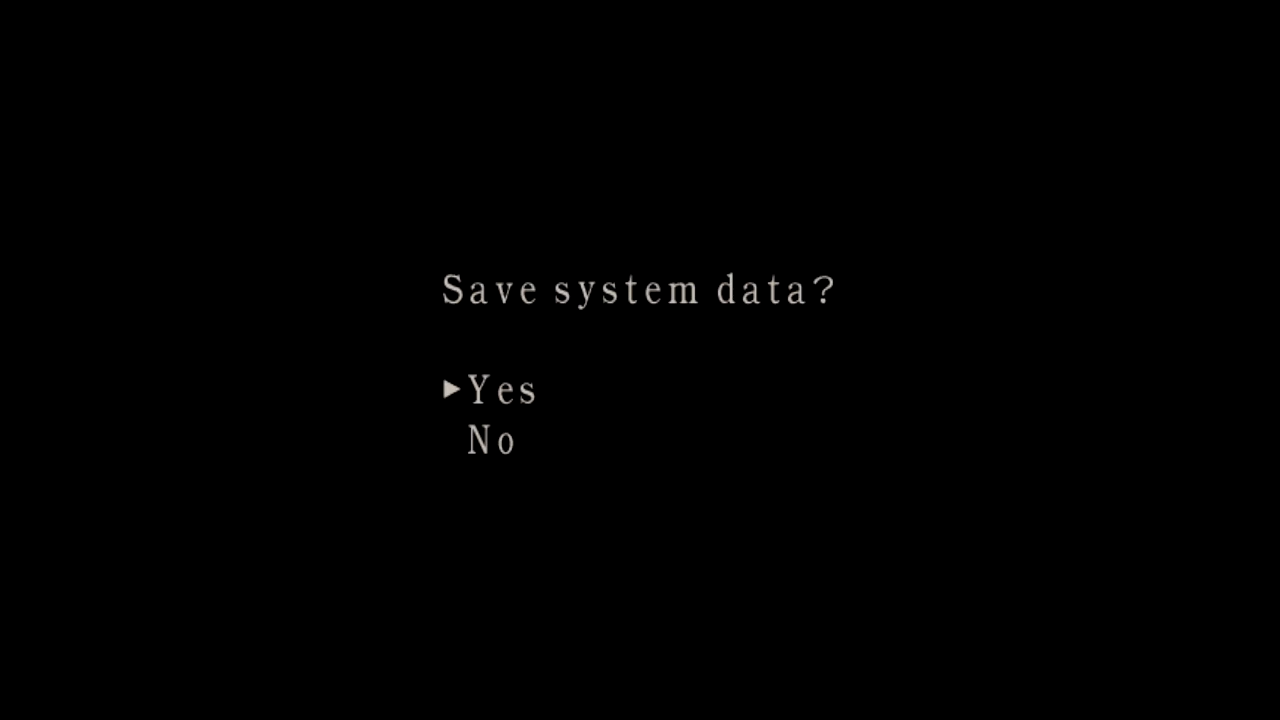 Save system data?
▶Yes
No